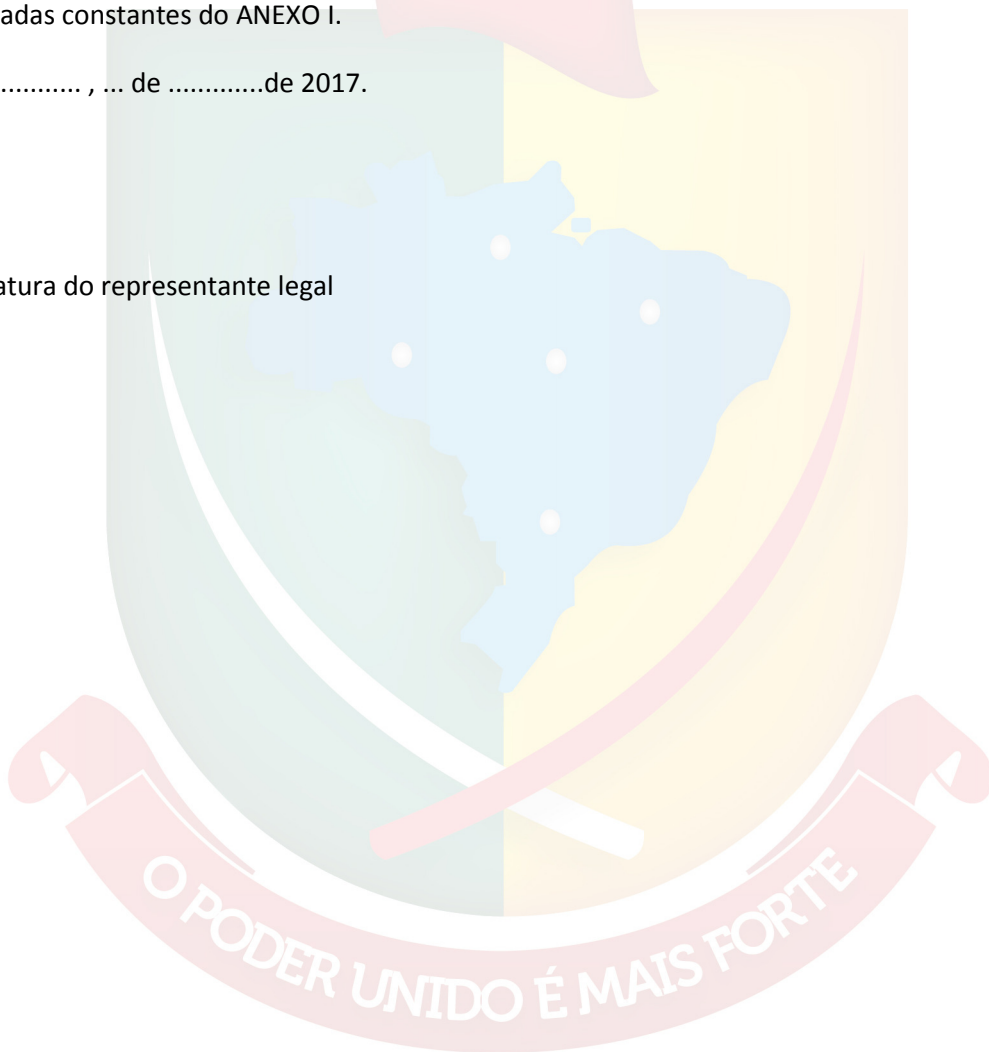 adas constantes do ANEXO I.
........... , ... de .............de 2017.
atura do representante legal
O PODER UNIDO É MAIS FORTE